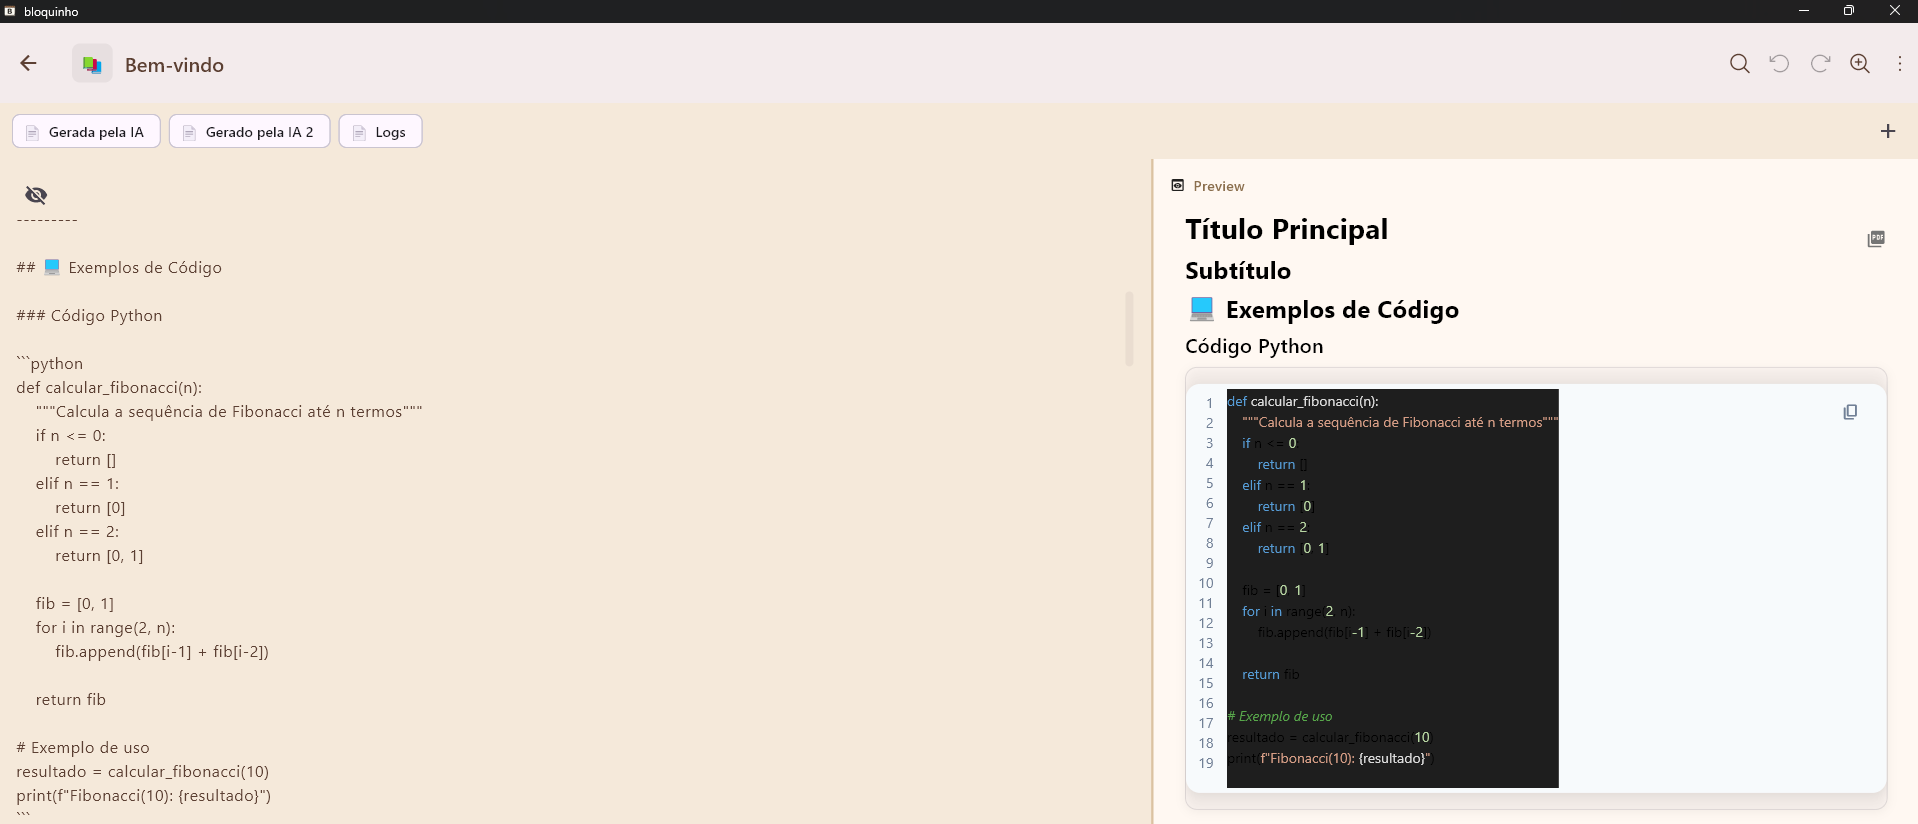 bloquinho
Bem-vindo
Gerada pela IA
Gerado pela IA 2
Logs
---------
## 💻 Exemplos de Código
### Código Python
```python
def calcular_fibonacci(n):
    """Calcula a sequência de Fibonacci até n termos"""
    if n <= 0:
        return []
    elif n == 1:
        return [0]
    elif n == 2:
        return [0, 1]
    fib = [0, 1]
    for i in range(2, n):
        fib.append(fib[i-1] + fib[i-2])
    return fib
# Exemplo de uso
resultado = calcular_fibonacci(10)
print(f"Fibonacci(10): {resultado}")
```
Preview
Título Principal
PDF
Subtítulo
💻 Exemplos de Código
Código Python
1 def calcular_fibonacci(n):
2     """Calcula a sequência de Fibonacci até n termos"""
3     if n <= 0
4         return []
5     elif n == 1:
6         return [0]
7     elif n == 2
8         return [0, 1]
9
10     fib = [0, 1]
11     for i in range(2, n):
12         fib.append(fib[i-1] + fib[i-2])
13
14     return fib
15
16 # Exemplo de uso
17 resultado = calcular_fibonacci(10)
18 print(f"Fibonacci(10): {resultado}")
19